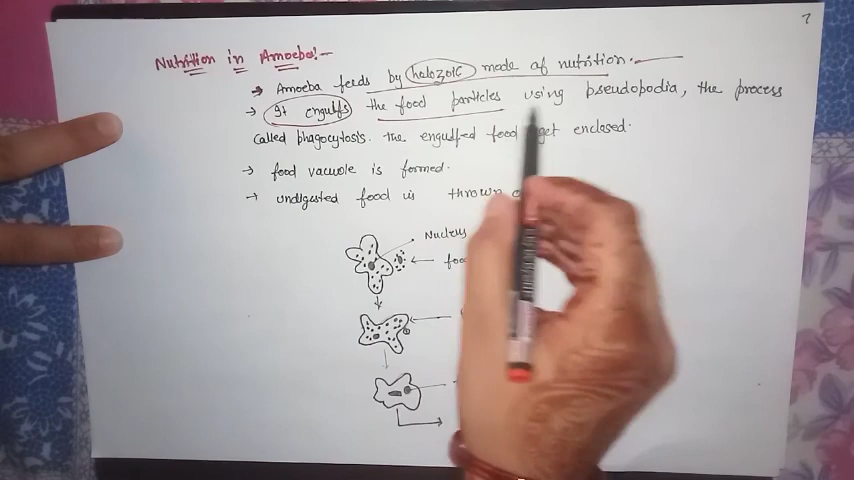 7
Nutrition in Amoeba:-
→ Amoeba feeds by halozoic mode of nutrition.
→ It engulfs the food particles using pseudopodia, the process
called phagocytosis. the engulfed food get enclosed.
→ food vacuole is formed.
→ undigested food is thrown
Nucleus